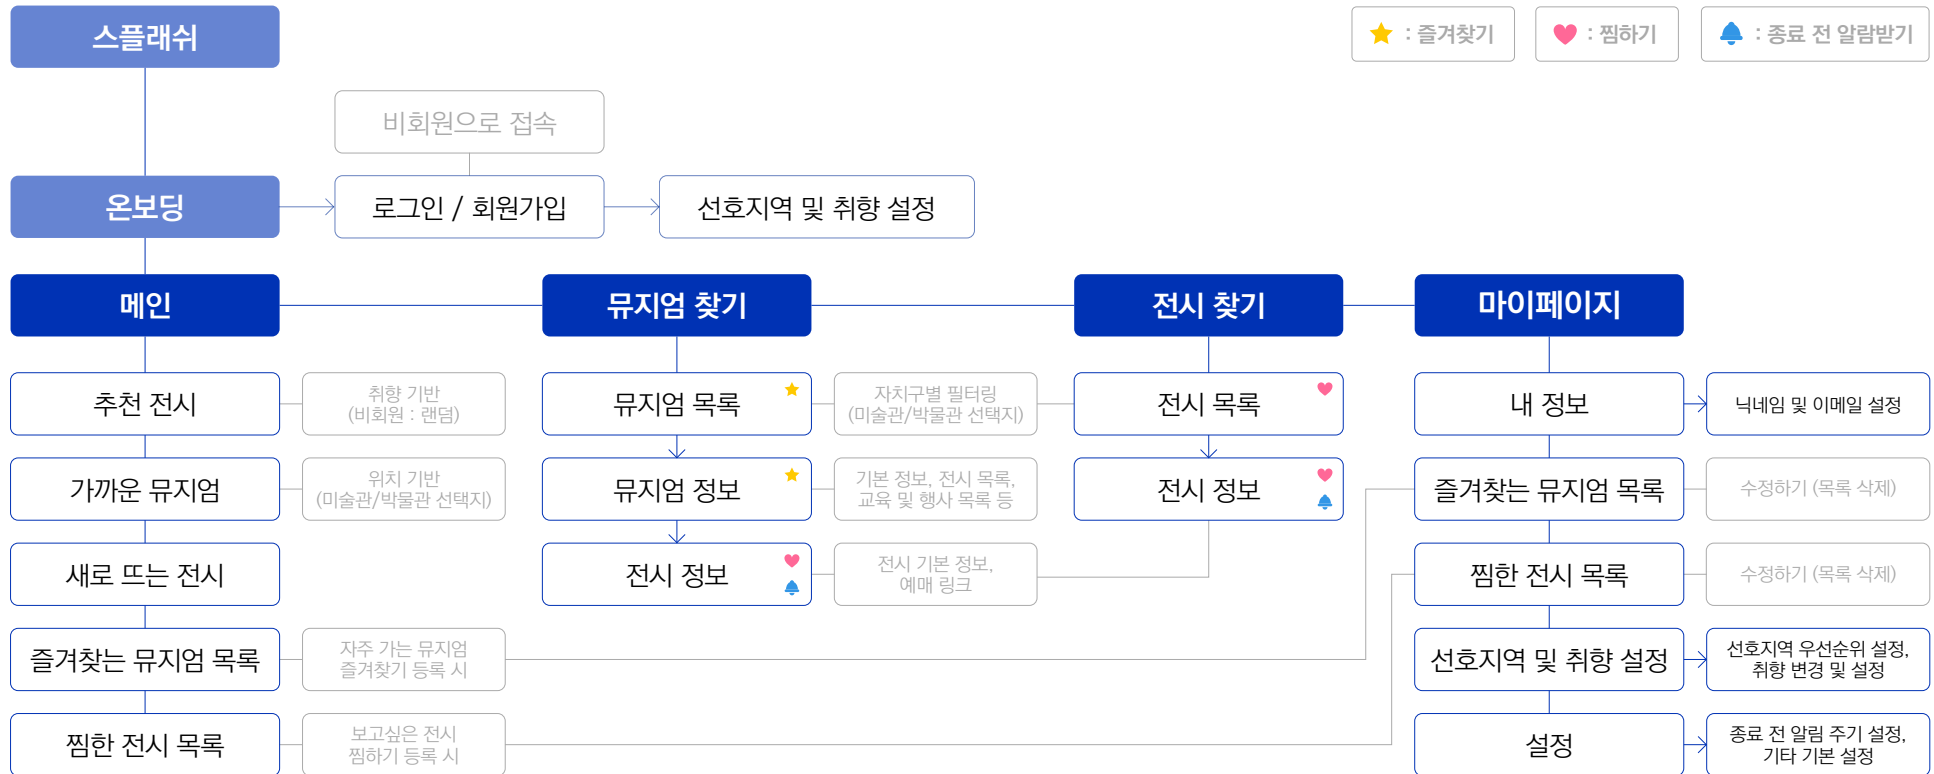 스플래쉬
: 즐겨찾기
: 찜하기
: 종료 전 알람받기
비회원으로 접속
온보딩
로그인 / 회원가입
선호지역 및 취향 설정
메인
뮤지엄 찾기
전시 찾기
마이페이지
추천 전시
취향 기반
(비회원 : 랜덤)
뮤지엄 목록
자치구별 필터링
(미술관/박물관 선택지)
전시 목록
내 정보
닉네임 및 이메일 설정
가까운 뮤지엄
위치 기반
(미술관/박물관 선택지)
뮤지엄 정보
기본 정보, 전시 목록,
교육 및 행사 목록 등
전시 정보
즐겨찾는 뮤지엄 목록
수정하기 (목록 삭제)
새로 뜨는 전시
전시 정보
전시 기본 정보,
예매 링크
찜한 전시 목록
수정하기 (목록 삭제)
즐겨찾는 뮤지엄 목록
자주 가는 뮤지엄
즐겨찾기 등록 시
선호지역 및 취향 설정
선호지역 우선순위 설정,
취향 변경 및 설정
찜한 전시 목록
보고싶은 전시
찜하기 등록 시
설정
종료 전 알림 주기 설정,
기타 기본 설정